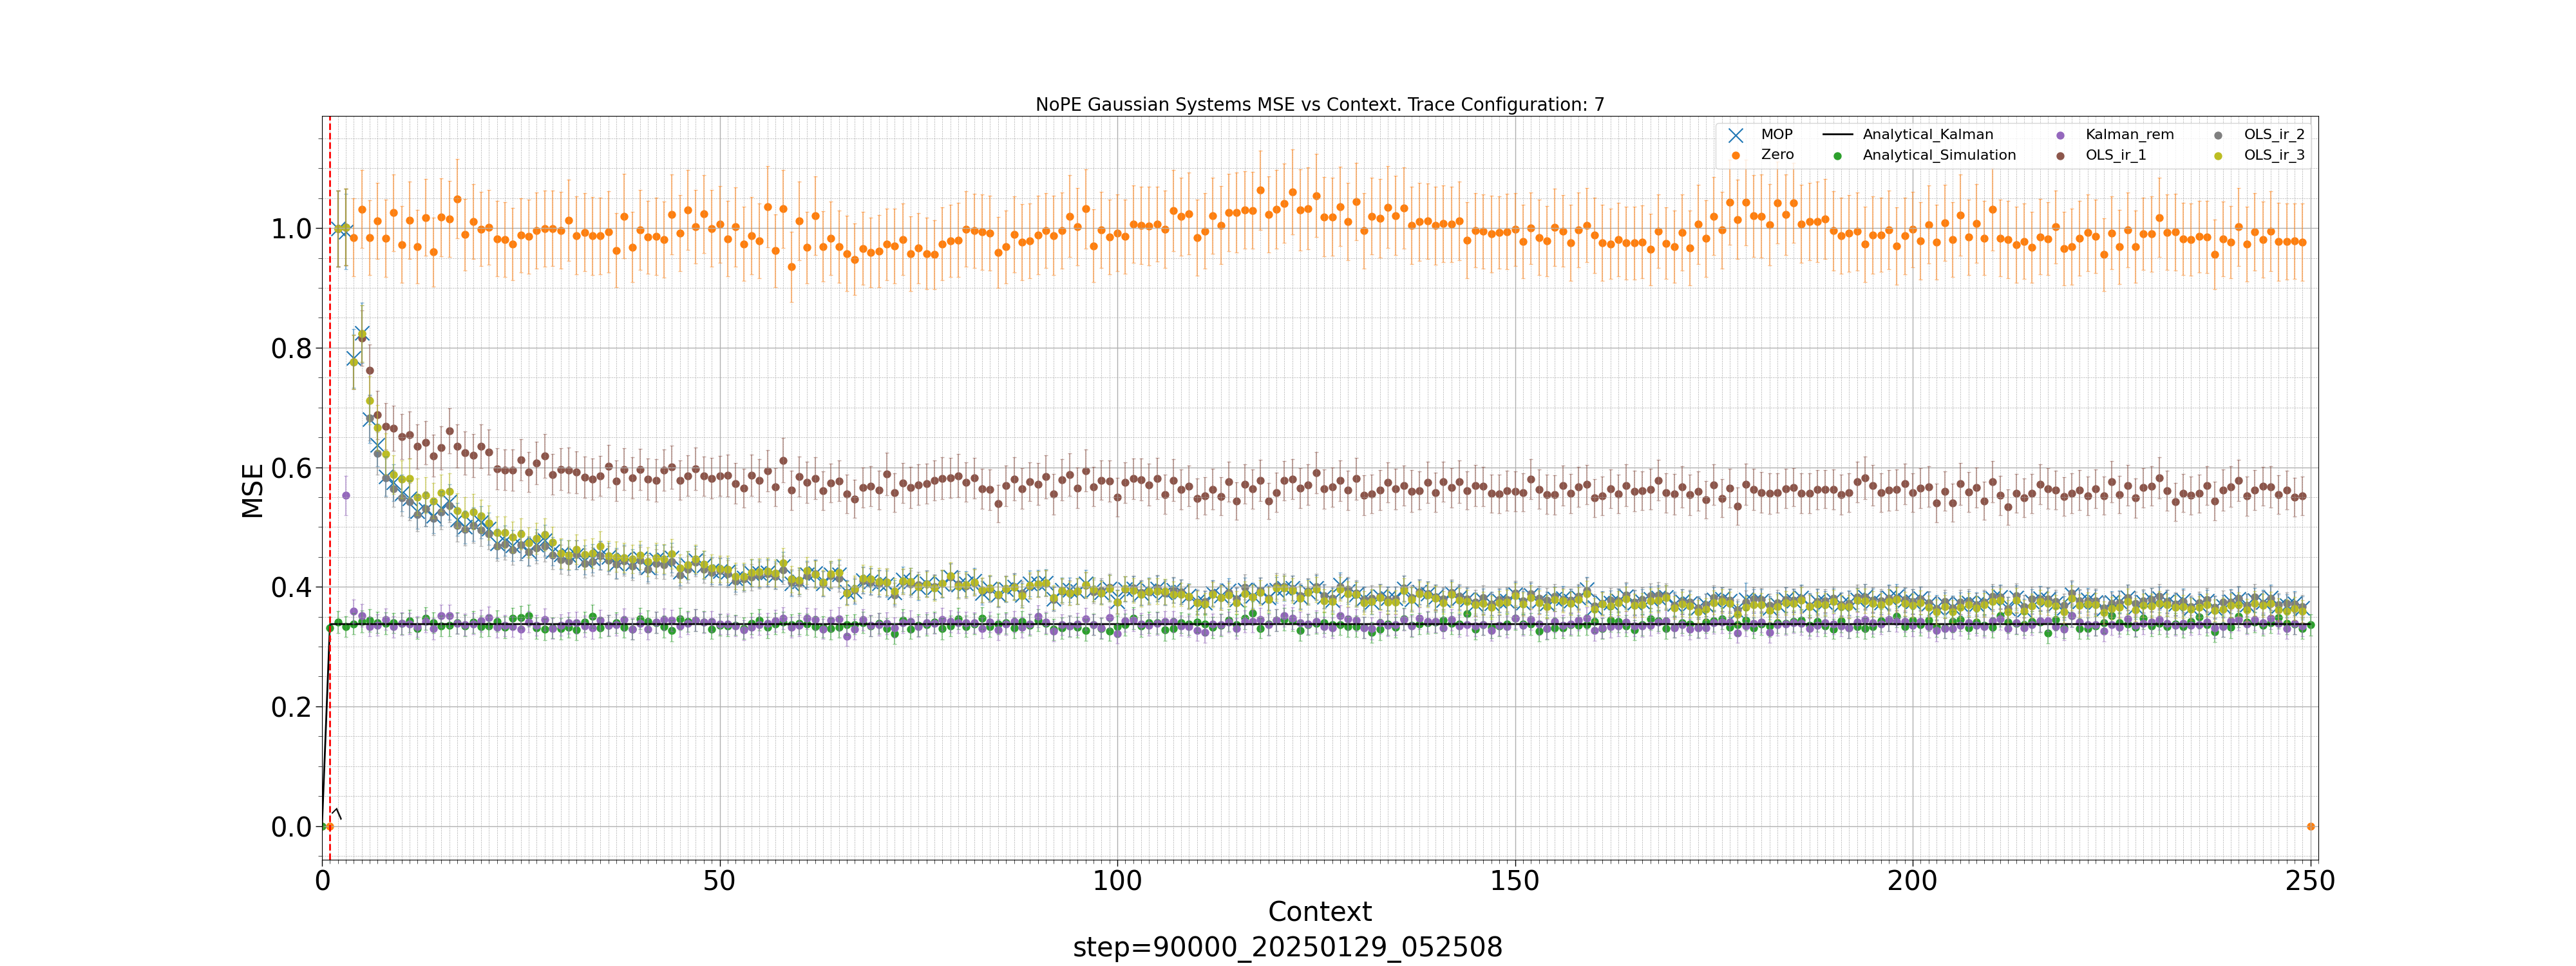 NoPE Gaussian Systems MSE vs Context. Trace Configuration: 7
MOP
Zero
Analytical_Kalman
Analytical_Simulation
Kalman_rem
OLS_ir_1
OLS_ir_2
OLS_ir_3
MSE
1.0
0.8
0.6
0.4
0.2
0.0
0 50 100 150 200 250
Context
step=90000_20250129_052508